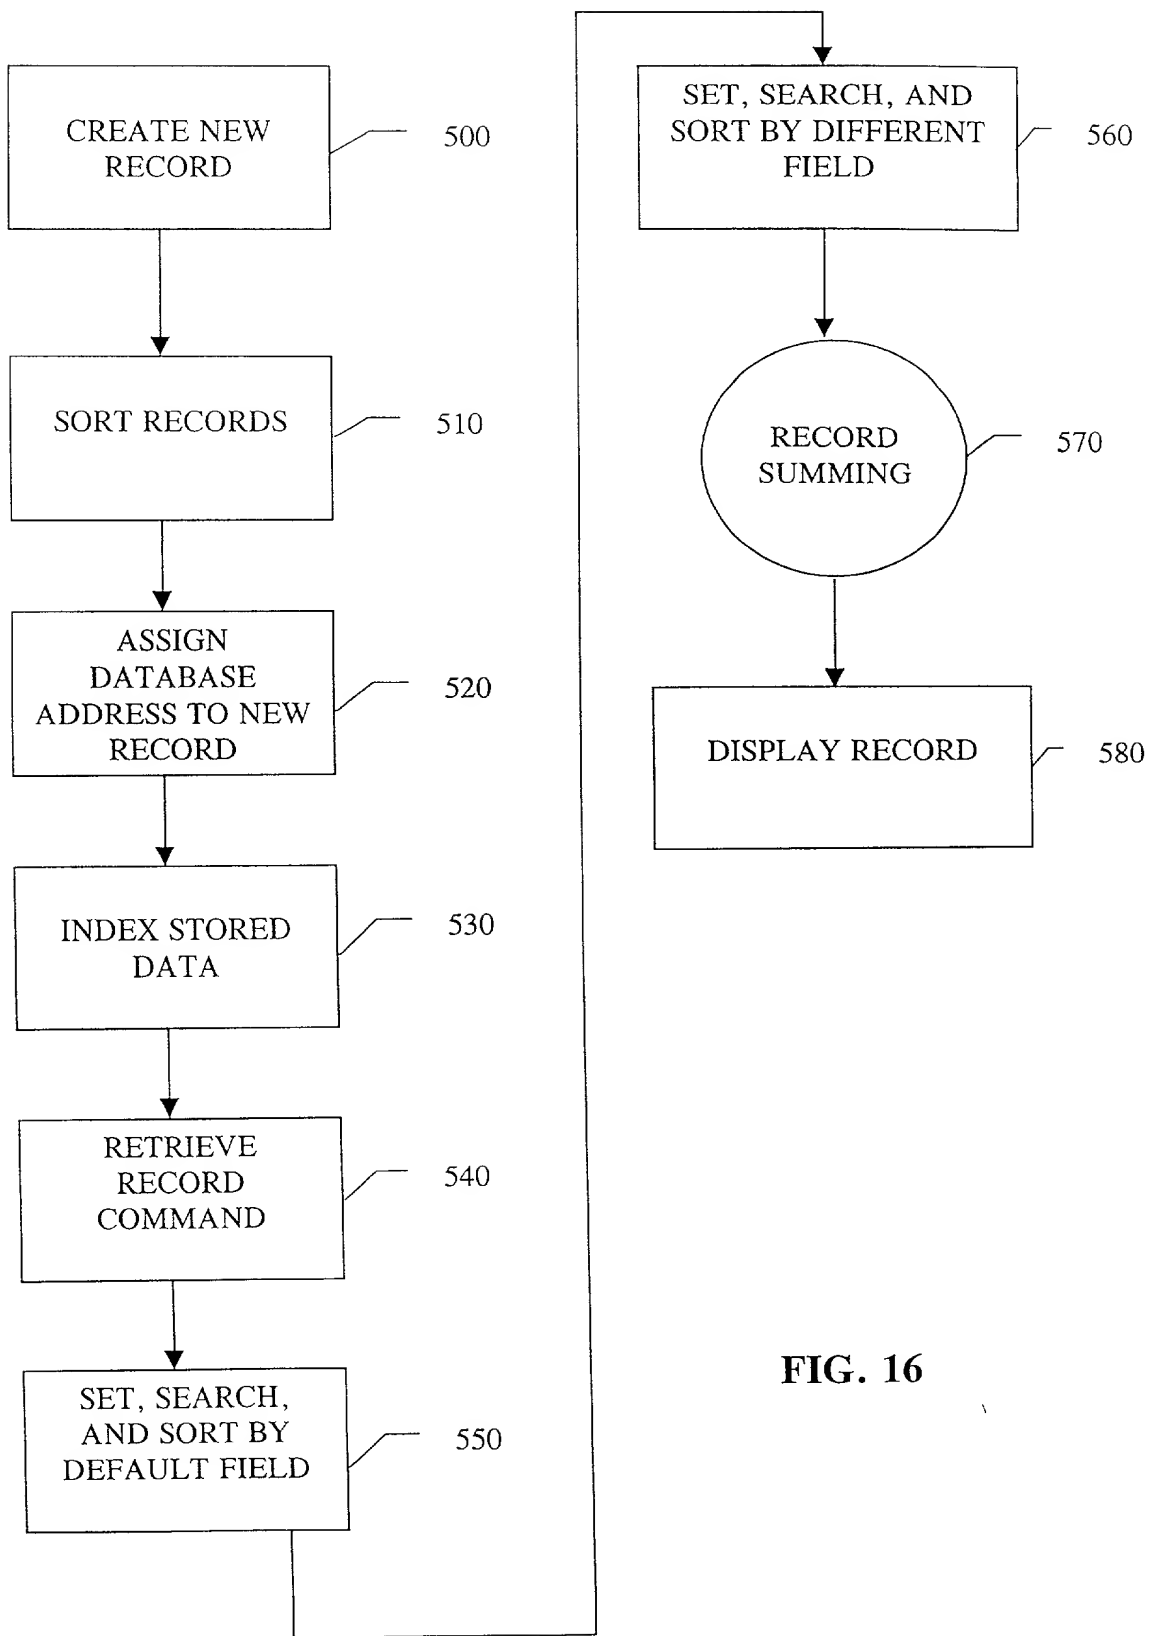 CREATE NEW
RECORD
500
SORT RECORDS
510
ASSIGN
DATABASE
ADDRESS TO NEW
RECORD
520
INDEX STORED
DATA
530
RETRIEVE
RECORD
COMMAND
540
SET, SEARCH,
AND SORT BY
DEFAULT FIELD
550
SET, SEARCH, AND
SORT BY DIFFERENT
FIELD
560
RECORD
SUMMING
570
DISPLAY RECORD
580
FIG. 16